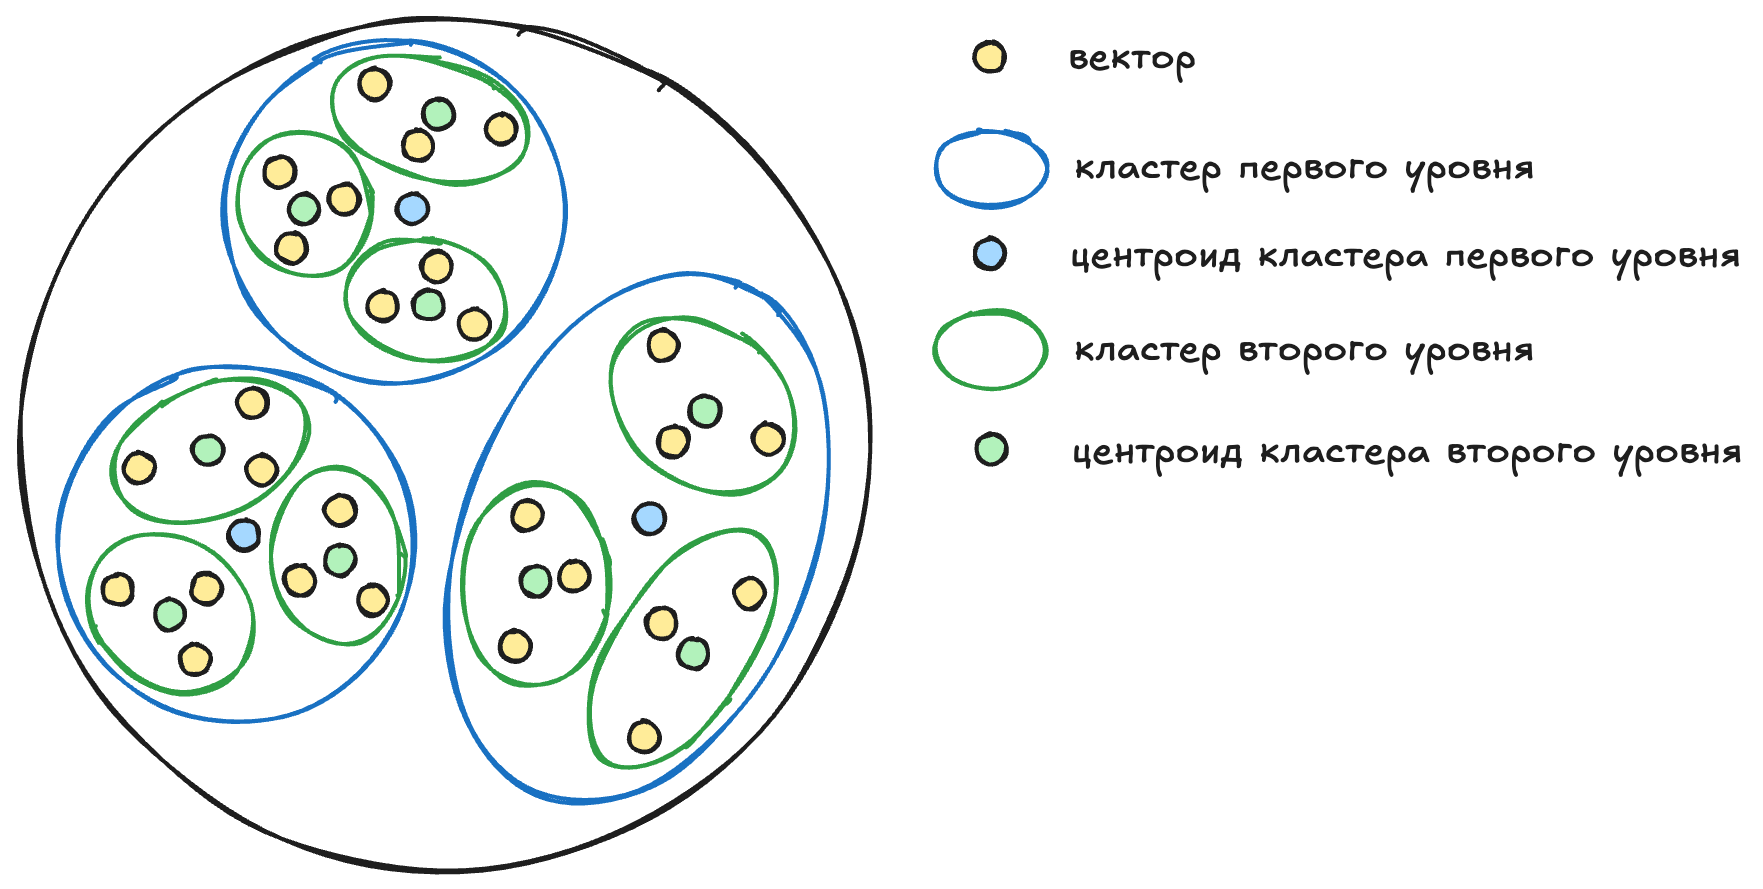 вектор
кластер первого уровня
центроид кластера первого уровня
кластер второго уровня
центроид кластера второго уровня